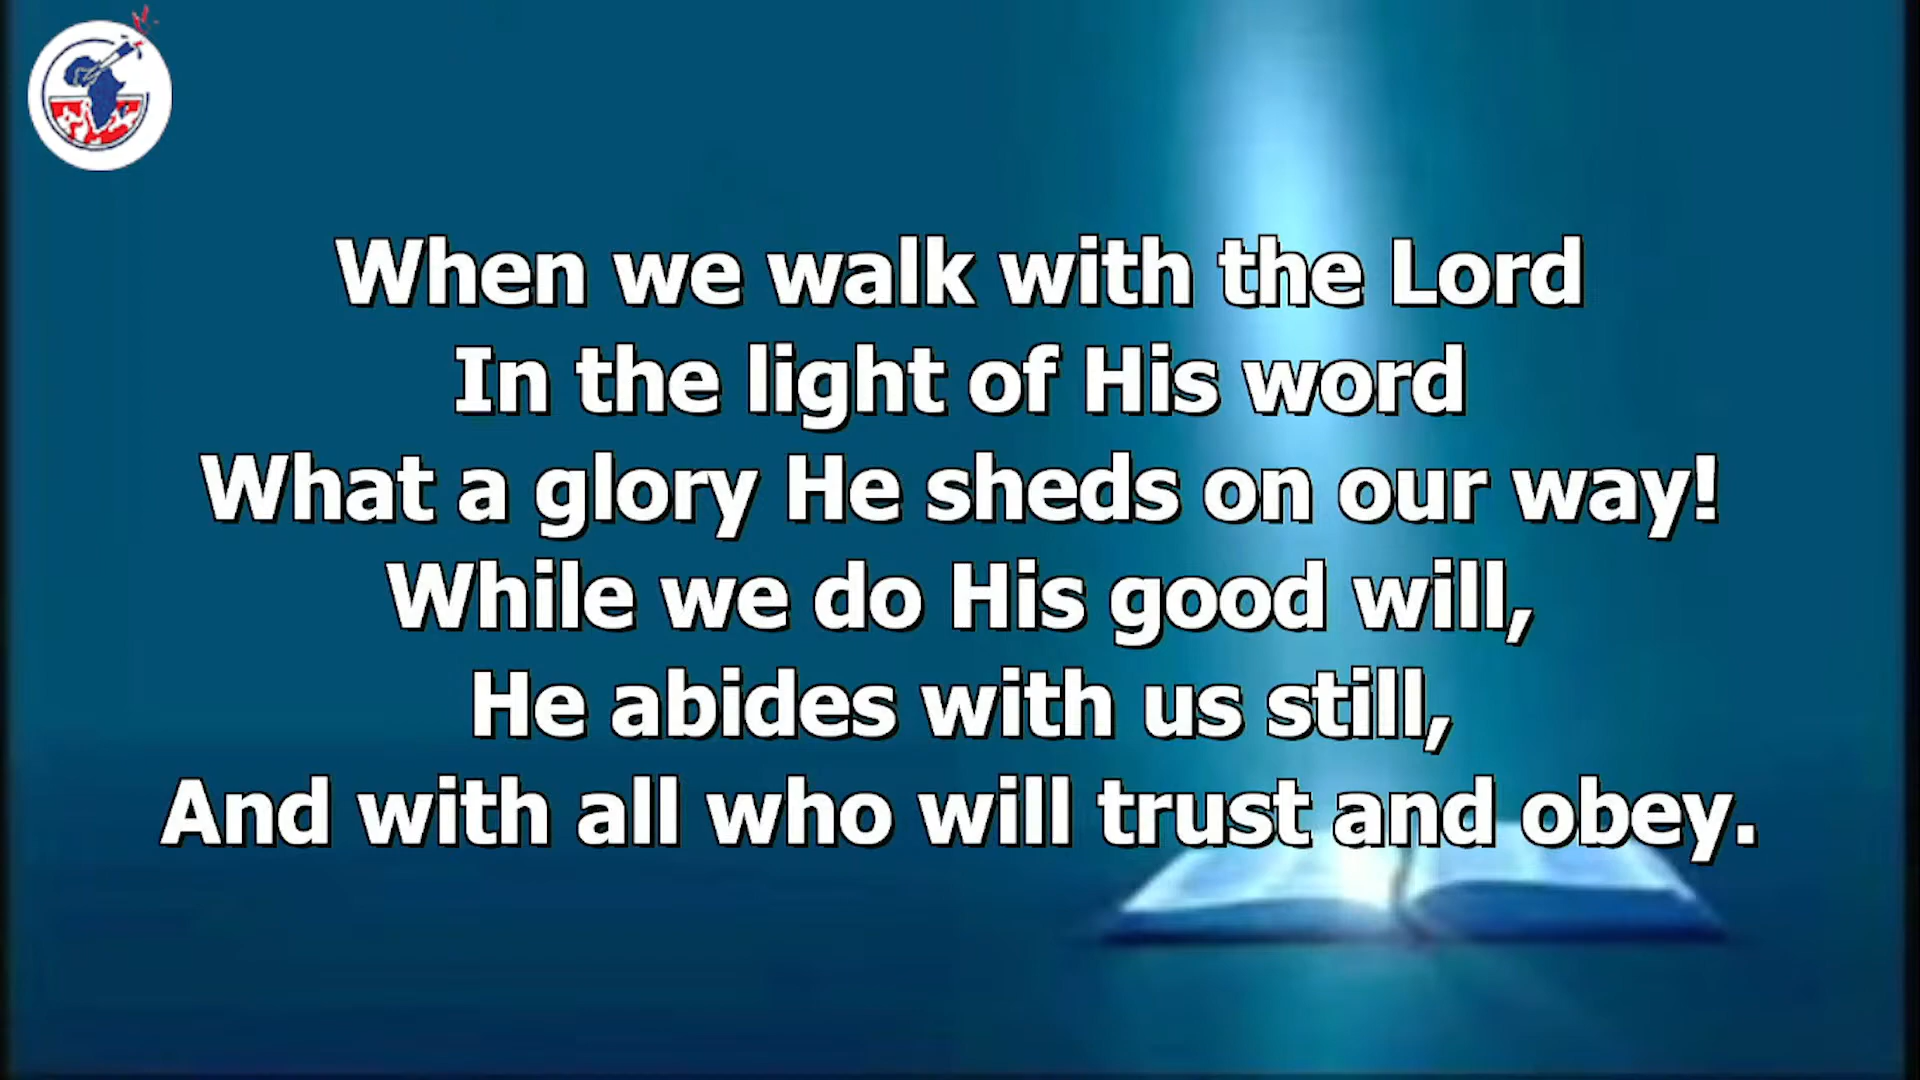 When we walk with the Lord
In the light of His word
What a glory He sheds on our way!
While we do His good will,
He abides with us still,
And with all who will trust and obey.